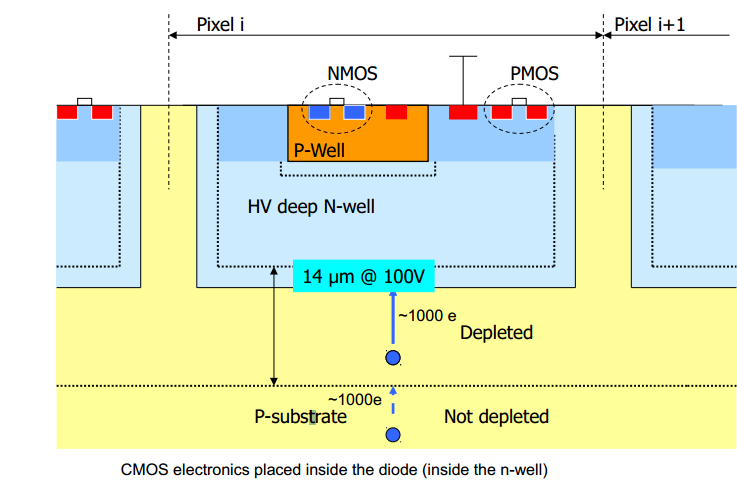 Pixel i
Pixel i+1
NMOS
PMOS
P-Well
HV deep N-well
14 µm @ 100V
~1000 e
Depleted
~1000e
P-substrate
Not depleted
CMOS electronics placed inside the diode (inside the n-well)